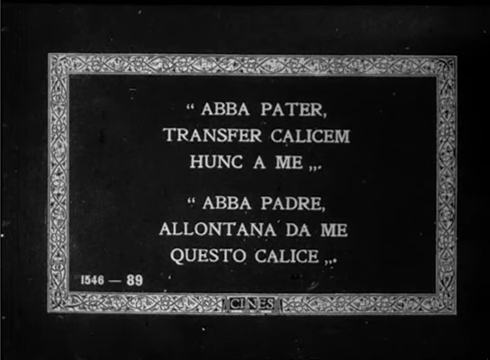 “ ABBA PATER,
TRANSFER CALICEM
HUNC A ME „.
“ ABBA PADRE,
ALLONTANA DA ME
QUESTO CALICE „.
1546 — 89
CINES